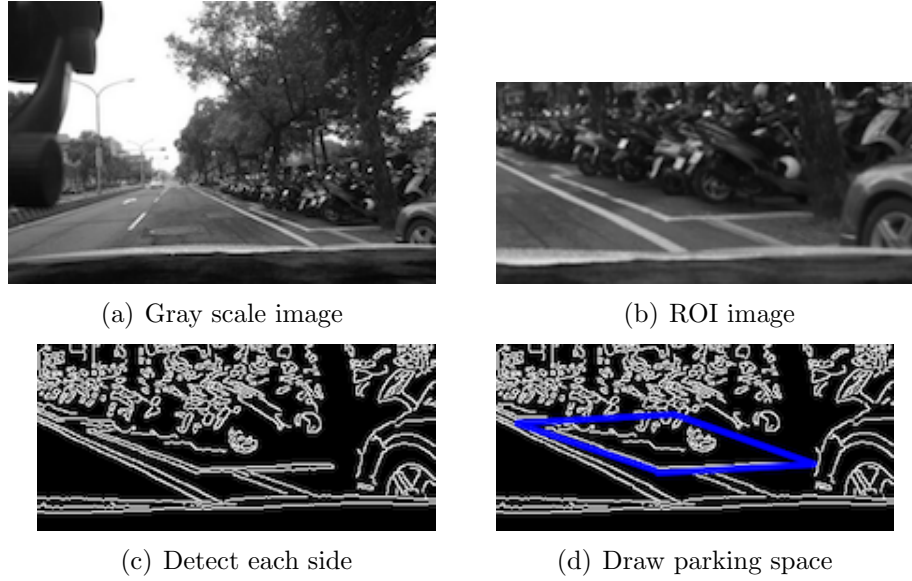 (a) Gray scale image
(b) ROI image
(c) Detect each side
(d) Draw parking space